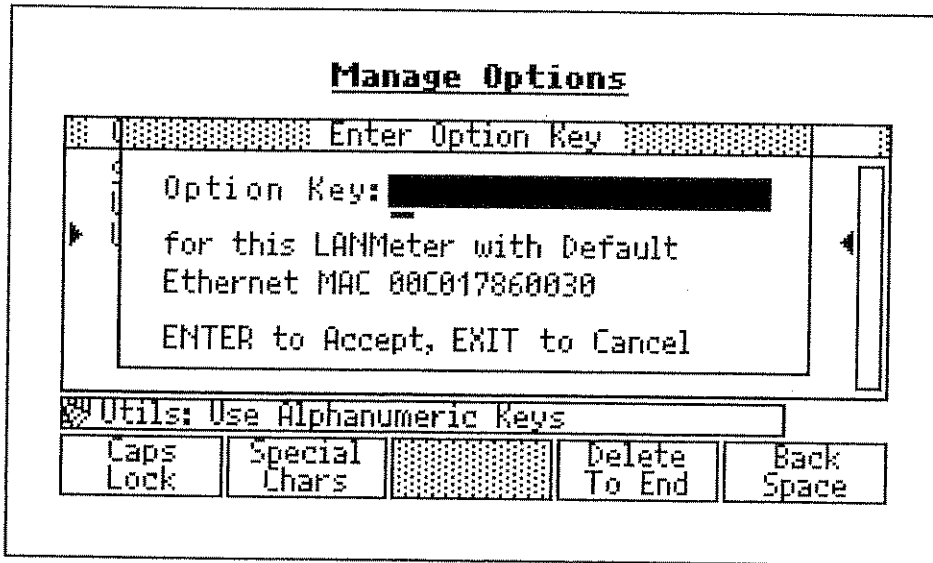 Manage Options
Enter Option Key
Option Key:
for this LANMeter with Default
Ethernet MAC 00C017860030
ENTER to Accept, EXIT to Cancel
Utils: Use Alphanumeric Keys
Caps Lock
Special Chars
Delete To End
Back Space